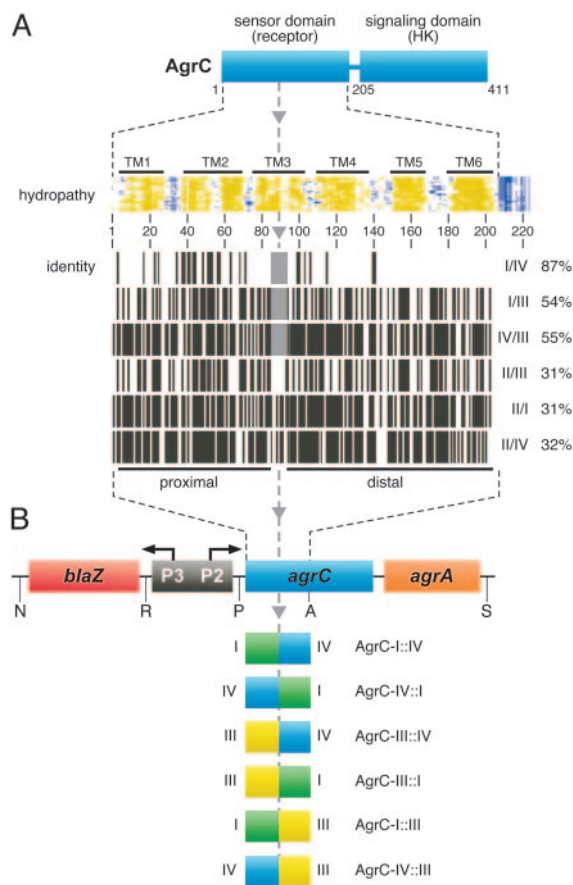 A
sensor domain
(receptor)
signaling domain
(HK)
AgrC
1
205
411
TM1 TM2 TM3 TM4 TM5 TM6
hydropathy
1 20 40 60 80 100 120 140 160 180 200 220
identity
I/IV 87%
I/III 54%
IV/III 55%
II/III 31%
II/I 31%
II/IV 32%
proximal distal
B
blaZ P3 P2 agrC agrA
N R P A S
I IV AgrC-I::IV
IV I AgrC-IV::I
III IV AgrC-III::IV
III I AgrC-III::I
I III AgrC-I::III
IV III AgrC-IV::III